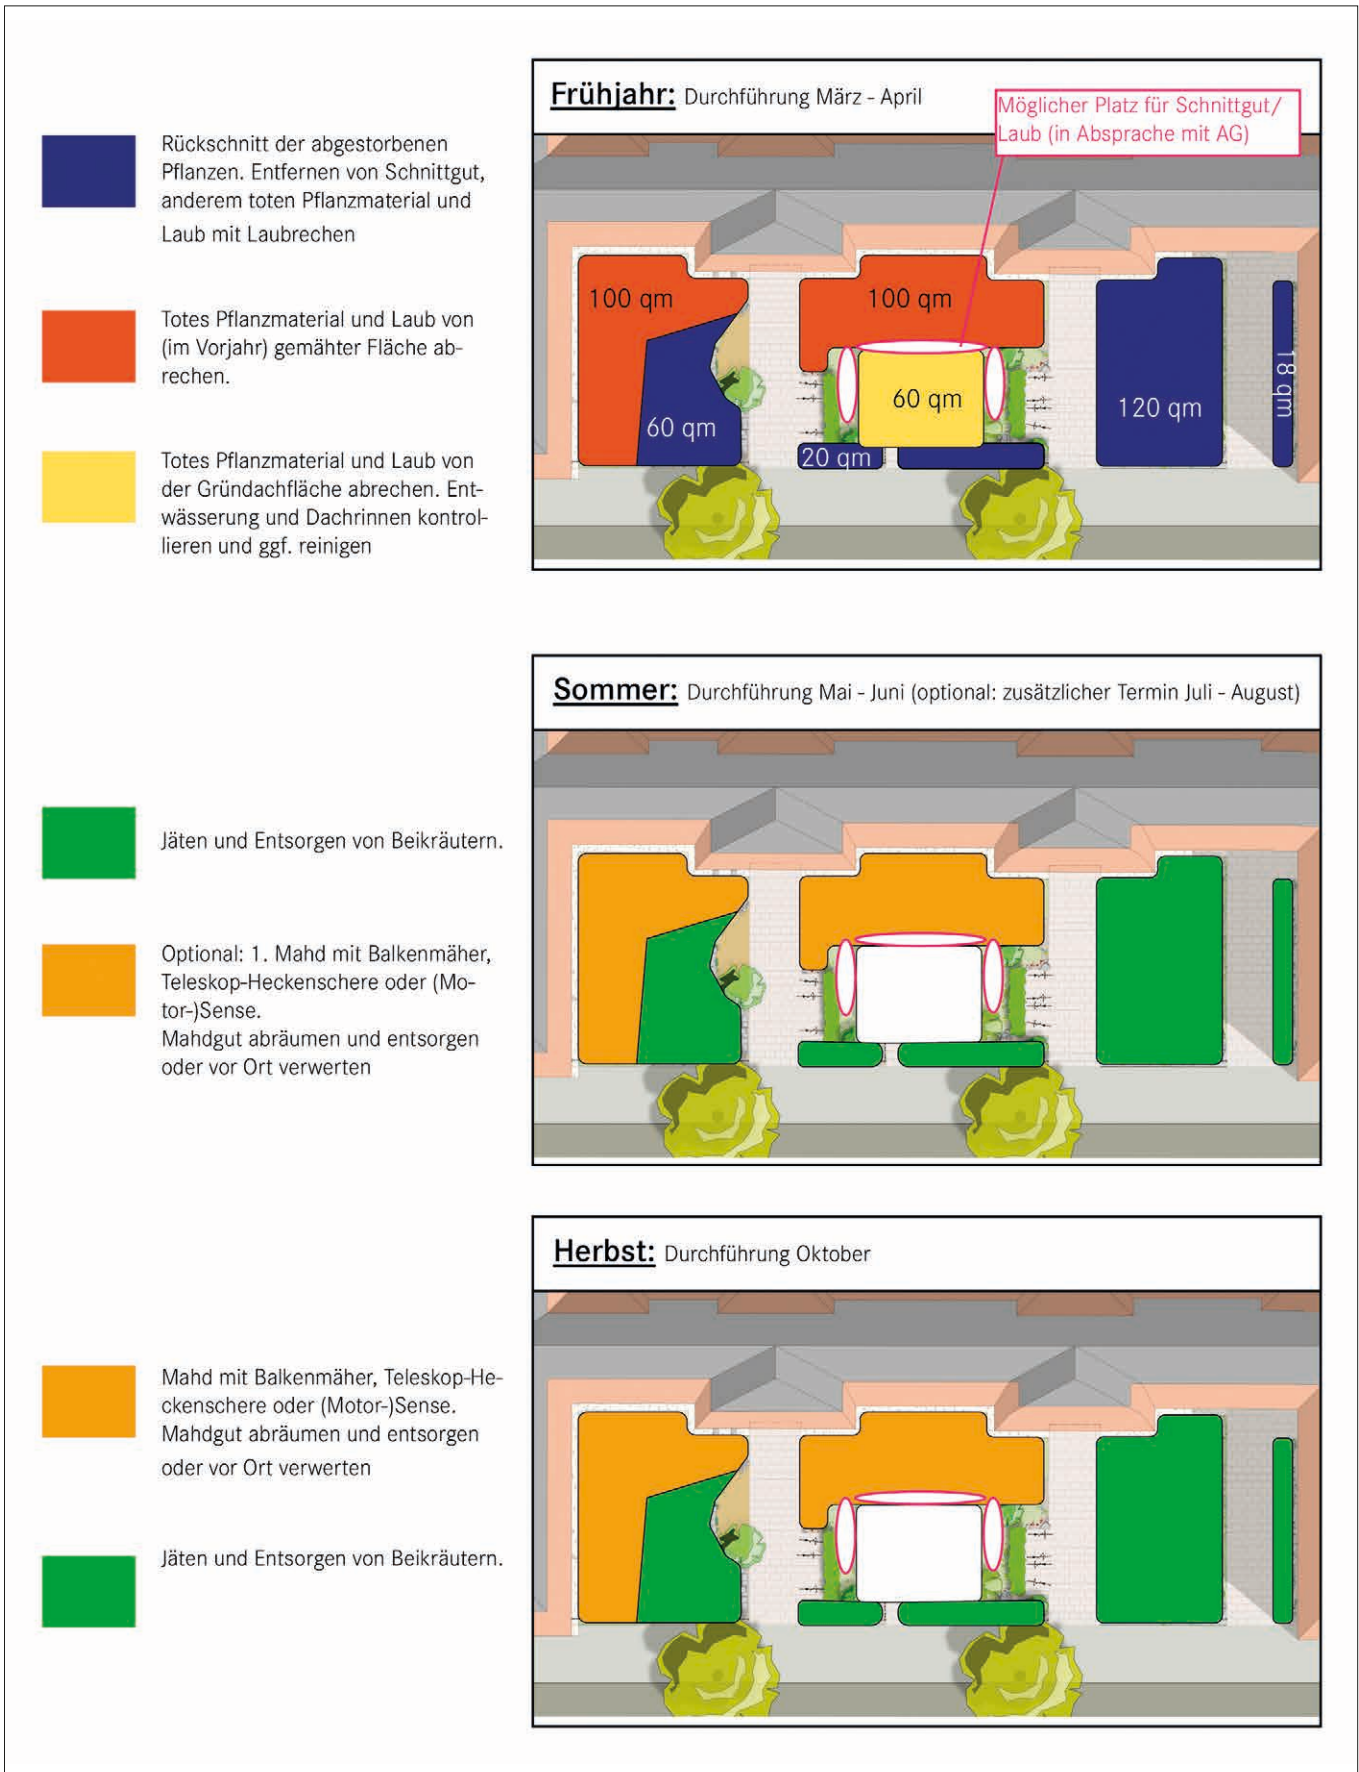 Frühjahr: Durchführung März - April
Möglicher Platz für Schnittgut/
Laub (in Absprache mit AG)
Rückschnitt der abgestorbenen
Pflanzen. Entfernen von Schnittgut,
anderem toten Pflanzmaterial und
Laub mit Laubrechen
Totes Pflanzmaterial und Laub von
(im Vorjahr) gemähter Fläche ab-
rechen.
Totes Pflanzmaterial und Laub von
der Gründachfläche abrechen. Ent-
wässerung und Dachrinnen kontrol-
lieren und ggf. reinigen
100 qm
100 qm
60 qm
60 qm
20 qm
120 qm
18 qm
Sommer: Durchführung Mai - Juni (optional: zusätzlicher Termin Juli - August)
Jäten und Entsorgen von Beikräutern.
Optional: 1. Mahd mit Balkenmäher,
Teleskop-Heckenschere oder (Mo-
tor-)Sense.
Mahdgut abräumen und entsorgen
oder vor Ort verwerten
Herbst: Durchführung Oktober
Mahd mit Balkenmäher, Teleskop-He-
ckenschere oder (Motor-)Sense.
Mahdgut abräumen und entsorgen
oder vor Ort verwerten
Jäten und Entsorgen von Beikräutern.